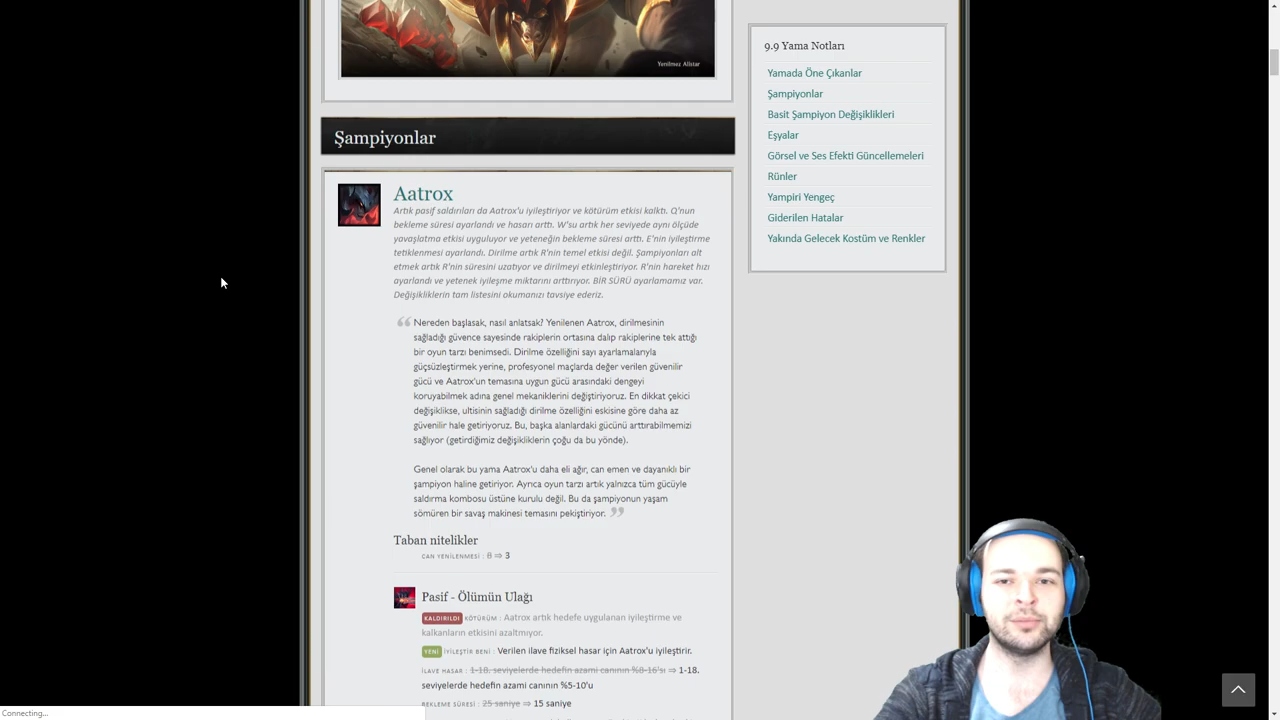 Yenilmez Alistar
Şampiyonlar
Aatrox
Artık pasif saldırıları da Aatrox'u iyileştiriyor ve kötürüm etkisi kalktı. Q'nun
bekleme süresi ayarlandı ve hasarı arttı. W'su artık her seviyede aynı ölçüde
yavaşlatma etkisi uyguluyor ve yeteneğin bekleme süresi arttı. E'nin iyileştirme
tetiklenmesi ayarlandı. Dirilme artık R'nin temel etkisi değil. Şampiyonları alt
etmek artık R'nin süresini uzatıyor ve dirilmeyi etkinleştiriyor. R'nin hareket hızı
ayarlandı ve yetenek iyileşme miktarını arttırıyor. BİR SÜRÜ ayarlamamız var.
Değişikliklerin tam listesini okumanızı tavsiye ederiz.
Nereden başlasak, nasıl anlatsak? Yenilenen Aatrox, dirilmesinin
sağladığı güvence sayesinde rakiplerin ortasına dalıp rakiplerine tek attığı
bir oyun tarzı benimsedi. Dirilme özelliğini sayı ayarlamalarıyla
güçsüzleştirmek yerine, profesyonel maçlarda değer verilen güvenilir
gücü ve Aatrox'un temasına uygun gücü arasındaki dengeyi
koruyabilmek adına genel mekaniklerini değiştiriyoruz. En dikkat çekici
değişiklikse, ultisinin sağladığı dirilme özelliğini eskisine göre daha az
güvenilir hale getiriyoruz. Bu, başka alanlardaki gücünü arttırabilmemizi
sağlıyor (getirdiğimiz değişikliklerin çoğu da bu yönde).
Genel olarak bu yama Aatrox'u daha eli ağır, can emen ve dayanıklı bir
şampiyon haline getiriyor. Ayrıca oyun tarzı artık yalnızca tüm gücüyle
saldırma kombosu üstüne kurulu değil. Bu da şampiyonun yaşam
sömüren bir savaş makinesi temasını pekiştiriyor.
Taban nitelikler
CAN YENİLENMESİ : 8 ⇒ 3
Pasif - Ölümün Ulağı
KALDIRILDI KÖTÜRÜM : Aatrox artık hedefe uygulanan iyileştirme ve
kalkanların etkisini azaltmıyor.
YENİ İYİLEŞTİR BENİ : Verilen ilave fiziksel hasar için Aatrox'u iyileştirir.
İLAVE HASAR : 1-18. seviyelerde hedefin azami canının %8-16'sı ⇒ 1-18.
seviyelerde hedefin azami canının %5-10'u
BEKLEME SÜRESİ : 25 saniye ⇒ 15 saniye
9.9 Yama Notları
Yamada Öne Çıkanlar
Şampiyonlar
Basit Şampiyon Değişiklikleri
Eşyalar
Görsel ve Ses Efekti Güncellemeleri
Rünler
Yampiri Yengeç
Giderilen Hatalar
Yakında Gelecek Kostüm ve Renkler
Connecting...